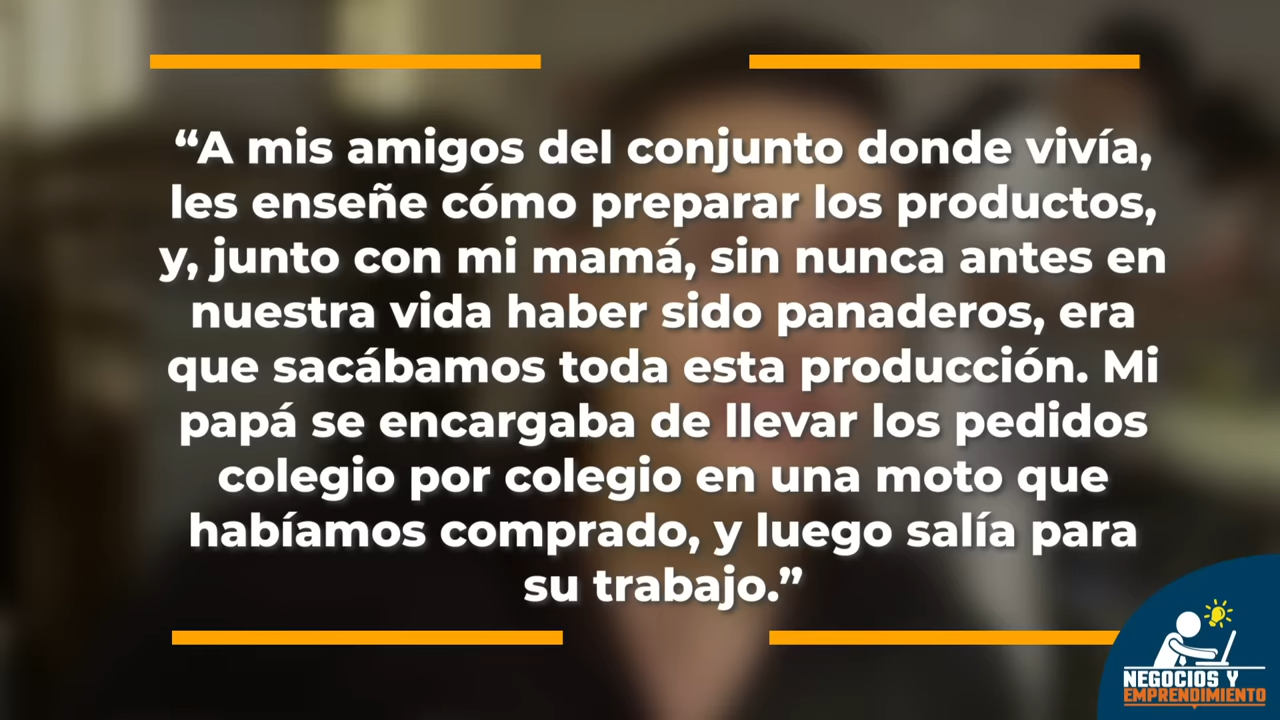 “A mis amigos del conjunto donde vivía,
les enseñe cómo preparar los productos,
y, junto con mi mamá, sin nunca antes en
nuestra vida haber sido panaderos, era
que sacábamos toda esta producción. Mi
papá se encargaba de llevar los pedidos
colegio por colegio en una moto que
habíamos comprado, y luego salía para
su trabajo.”
NEGOCIOS Y
EMPRENDIMIENTO